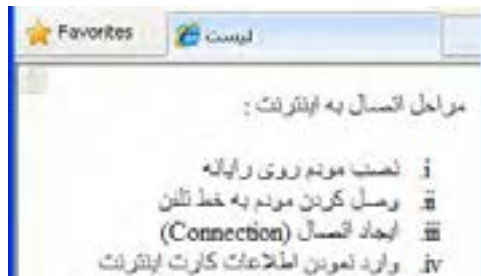 Favorites
لیست
مراحل اتصال به اینترنت :
i نصب مودم روی رایانه
ii وصل کردن مودم به خط تلفن
iii ایجاد اتصال (Connection)
iv وارد نمودن اطلاعات کارت اینترنت